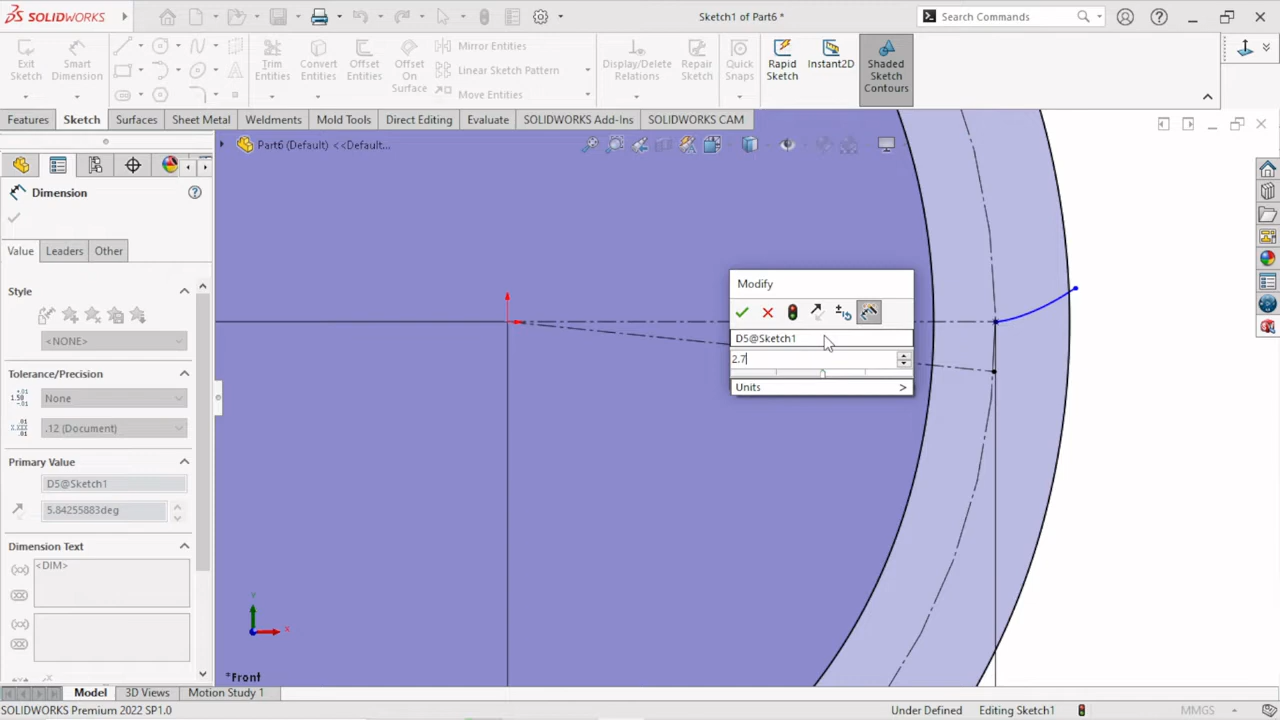 SOLIDWORKS
Sketch1 of Part6 *
Search Commands
Exit Sketch
Smart Dimension
Trim Entities
Convert Entities
Offset Entities
Offset On Surface
Mirror Entities
Linear Sketch Pattern
Move Entities
Display/Delete Relations
Repair Sketch
Quick Snaps
Rapid Sketch
Instant2D
Shaded Sketch Contours
Features
Sketch
Surfaces
Sheet Metal
Weldments
Mold Tools
Direct Editing
Evaluate
SOLIDWORKS Add-Ins
SOLIDWORKS CAM
Part6 (Default) <<Default...
Dimension
Value
Leaders
Other
Style
<NONE>
Tolerance/Precision
None
.12 (Document)
Primary Value
D5@Sketch1
5.84255883deg
Dimension Text
<DIM>
Modify
D5@Sketch1
2.7
Units
>
Y
X
*Front
Model
3D Views
Motion Study 1
SOLIDWORKS Premium 2022 SP1.0
Under Defined
Editing Sketch1
MMGS